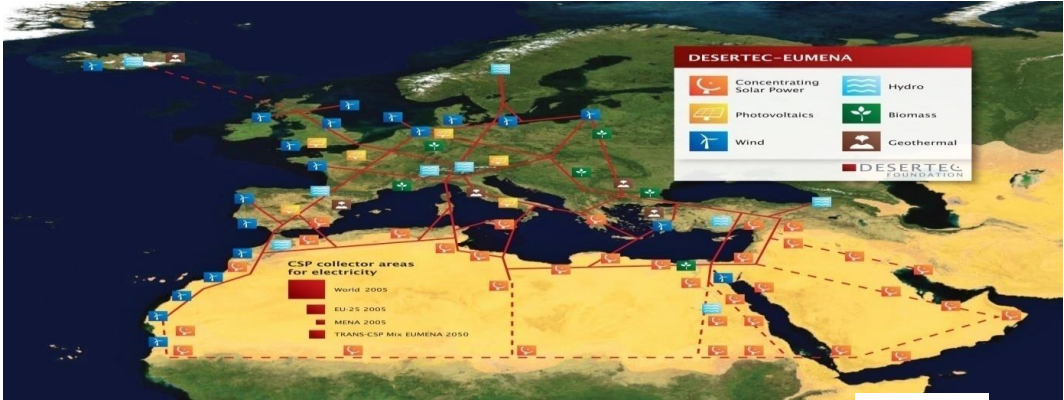 DESERTEC–EUMENA
Concentrating
Solar Power
Hydro
Photovoltaics
Biomass
Wind
Geothermal
DESERTEC
FOUNDATION
CSP collector areas
for electricity
World 2005
EU-25 2005
MENA 2005
TRANS-CSP Mix EUMENA 2050